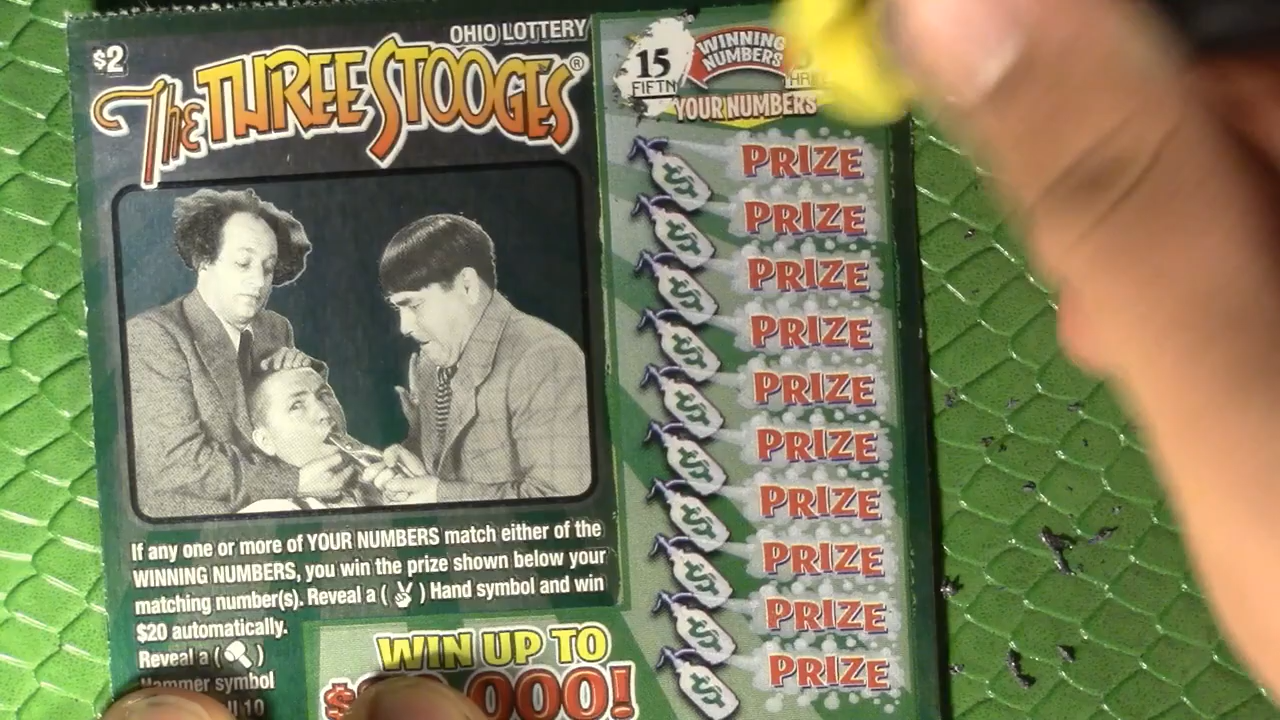 $2
OHIO LOTTERY
The THREE STOOGES®
15
FIFTN
WINNING
NUMBERS
YOUR NUMBERS
PRIZE
PRIZE
PRIZE
PRIZE
PRIZE
PRIZE
PRIZE
PRIZE
PRIZE
PRIZE
If any one or more of YOUR NUMBERS match either of the
WINNING NUMBERS, you win the prize shown below your
matching number(s). Reveal a ( ) Hand symbol and win
$20 automatically.
Reveal a ( )
Hammer symbol
10
WIN UP TO
000!